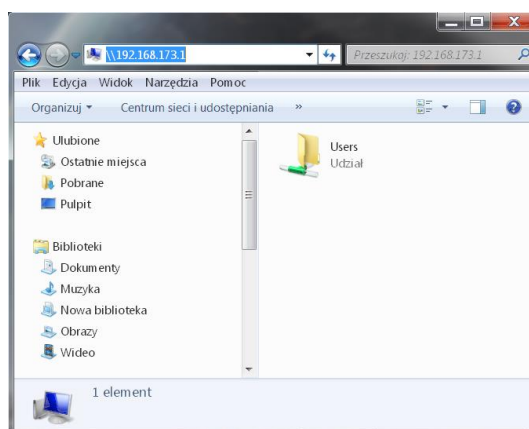 \\192.168.173.1
Przeszukaj: 192.168.173.1
Plik Edycja Widok Narzędzia Pomoc
Organizuj Centrum sieci i udostępniania »
Ulubione
Ostatnie miejsca
Pobrane
Pulpit
Biblioteki
Dokumenty
Muzyka
Nowa biblioteka
Obrazy
Wideo
Users
Udział
1 element